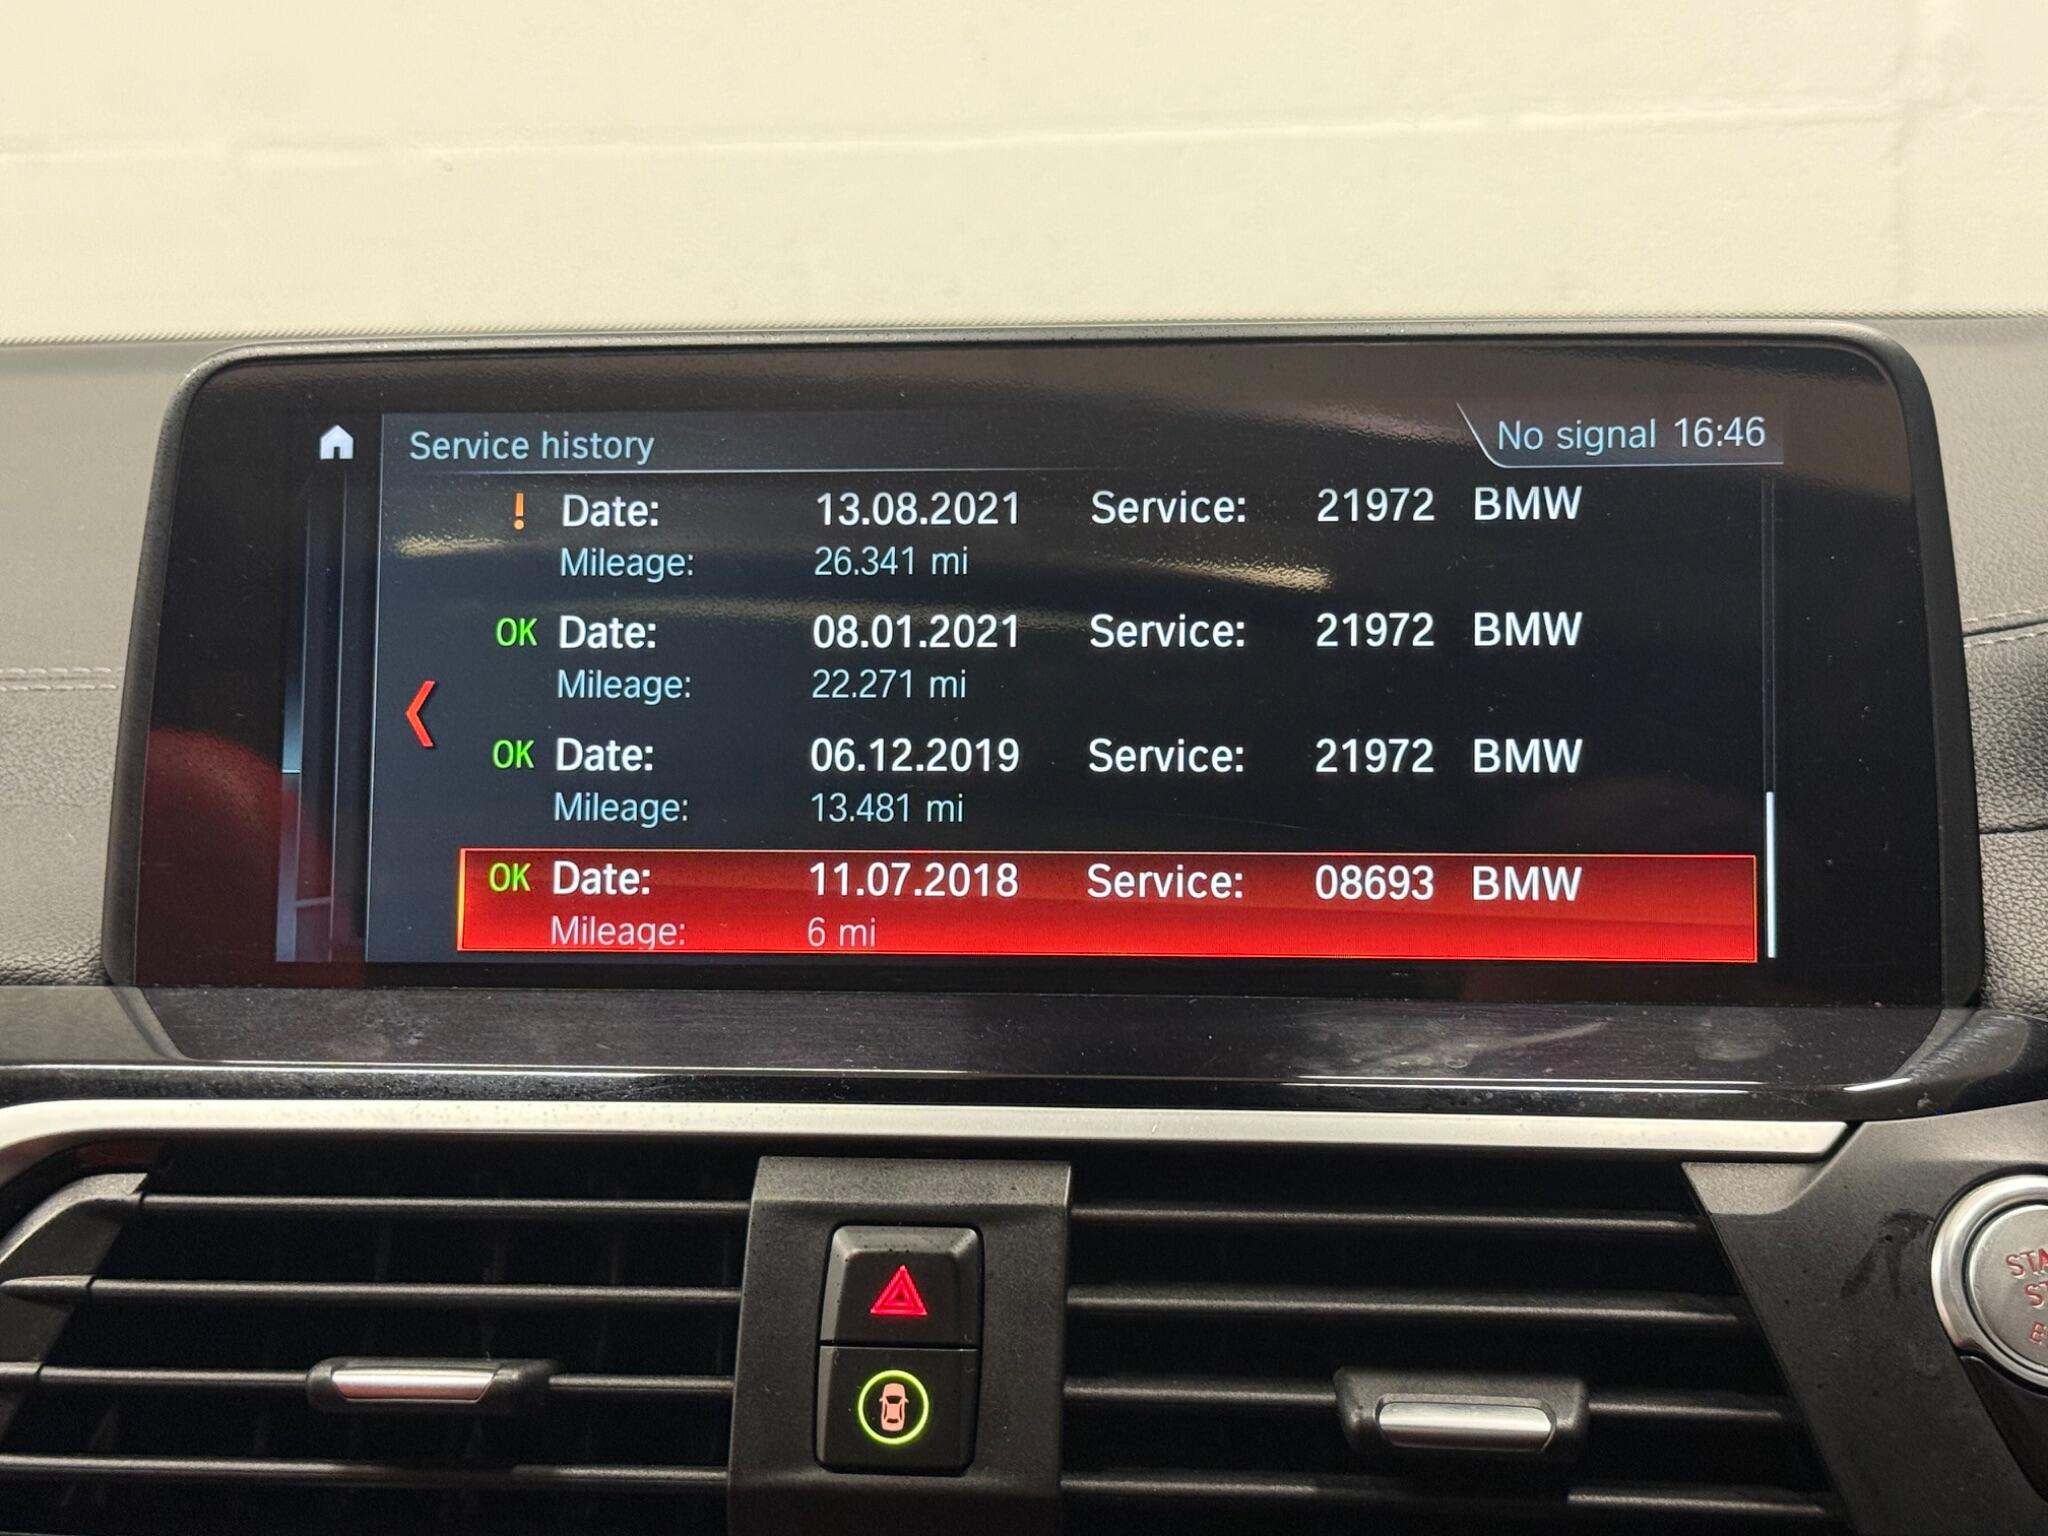 Service history
No signal 16:46
! Date: 13.08.2021 Service: 21972 BMW
Mileage: 26.341 mi
OK Date: 08.01.2021 Service: 21972 BMW
Mileage: 22.271 mi
OK Date: 06.12.2019 Service: 21972 BMW
Mileage: 13.481 mi
OK Date: 11.07.2018 Service: 08693 BMW
Mileage: 6 mi